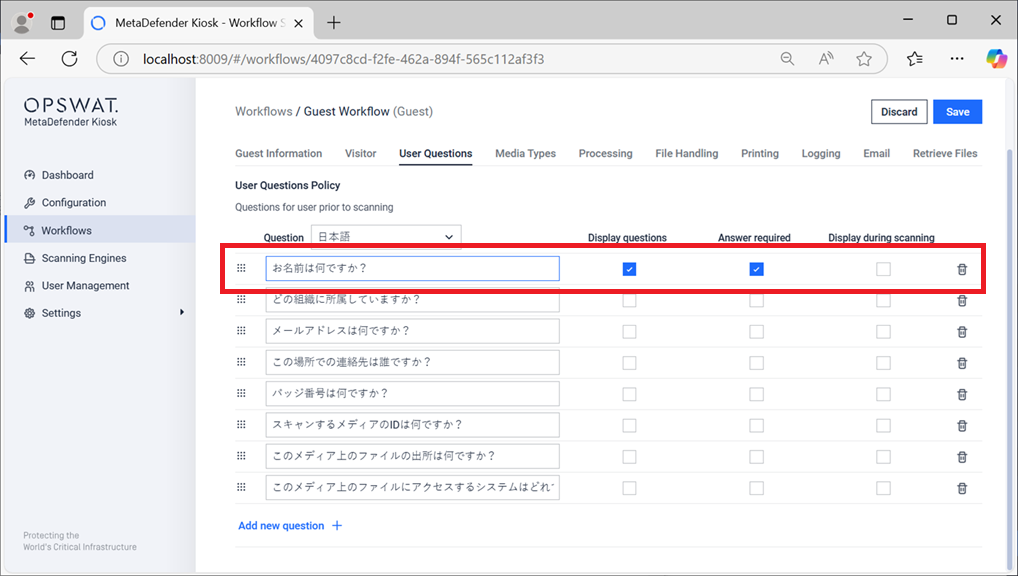 MetaDefender Kiosk - Workflow S
localhost:8009/#/workflows/4097c8cd-f2fe-462a-894f-565c112af3f3
OPSWAT.
MetaDefender Kiosk
Dashboard
Configuration
Workflows
Scanning Engines
User Management
Settings
Protecting the
World's Critical Infrastructure
Workflows / Guest Workflow (Guest)
Discard
Save
Guest Information Visitor User Questions Media Types Processing File Handling Printing Logging Email Retrieve Files
User Questions Policy
Questions for user prior to scanning
Question 日本語 Display questions Answer required Display during scanning
お名前は何ですか？
どの組織に所属していますか？
メールアドレスは何ですか？
この場所での連絡先は誰ですか？
バッジ番号は何ですか？
スキャンするメディアのIDは何ですか？
このメディア上のファイルの出所は何ですか？
このメディア上のファイルにアクセスするシステムはどれ
Add new question +